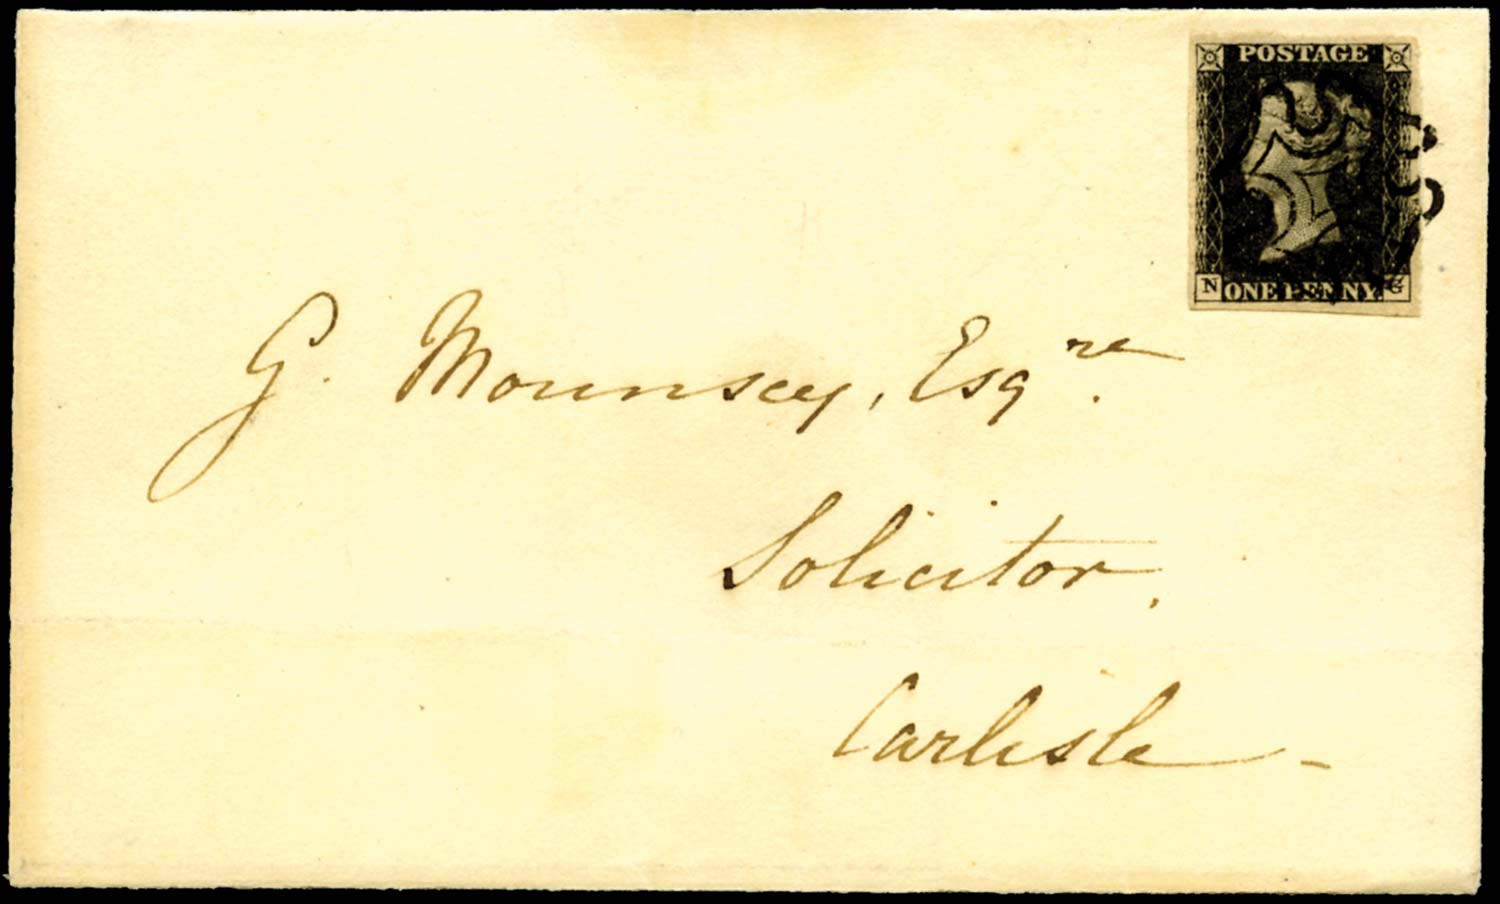 POSTAGE
N ONE PENNY. G
G. Mounsey, Esqre.
Solicitor,
Carlisle -